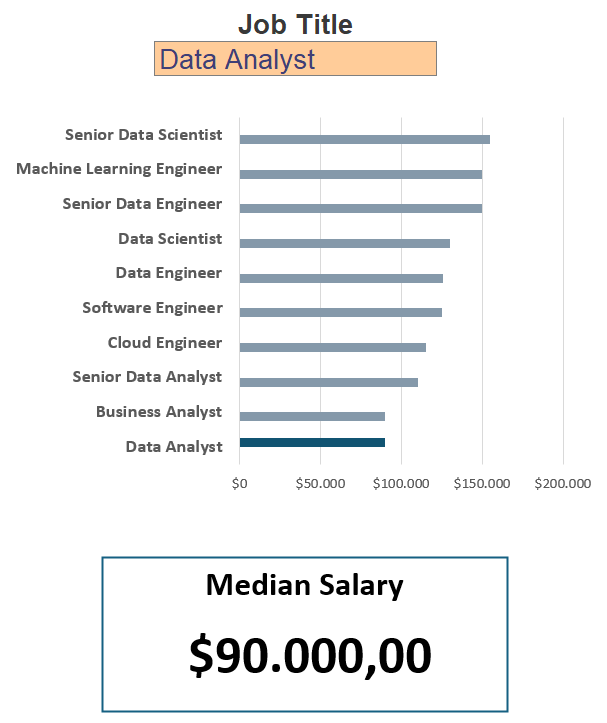 Job Title
Data Analyst
Senior Data Scientist
Machine Learning Engineer
Senior Data Engineer
Data Scientist
Data Engineer
Software Engineer
Cloud Engineer
Senior Data Analyst
Business Analyst
Data Analyst
$0 $50.000 $100.000 $150.000 $200.000
Median Salary
$90.000,00